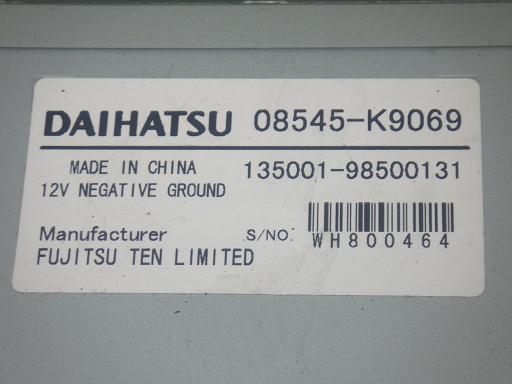 DAIHATSU 08545-K9069
MADE IN CHINA 135001-98500131
12V NEGATIVE GROUND
Manufacturer S/NO.
FUJITSU TEN LIMITED WH800464